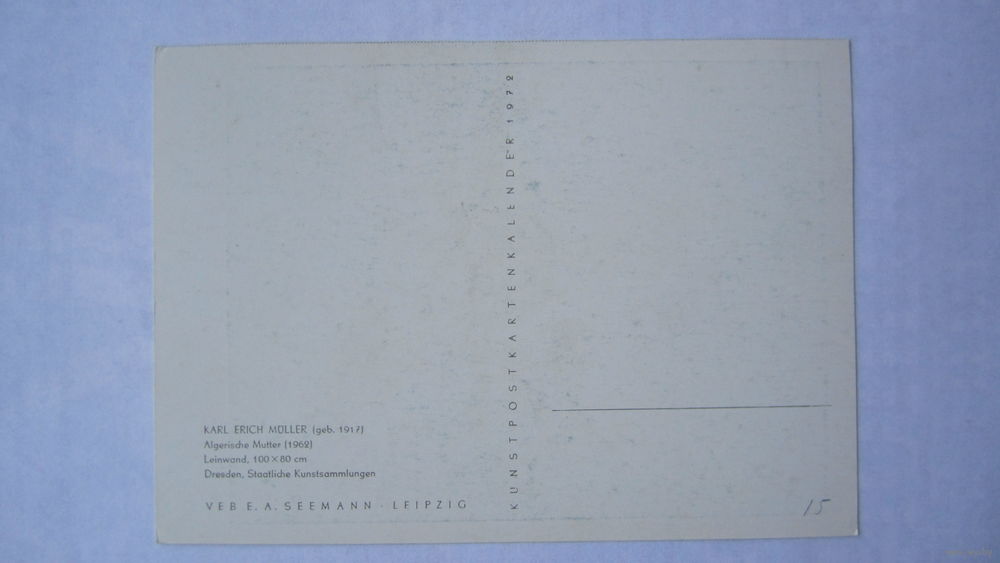 KUNSTPOSTKARTENKALENDER 1972
KARL ERICH MÜLLER (geb. 1917)
Algerische Mutter (1962)
Leinwand, 100×80 cm
Dresden, Staatliche Kunstsammlungen
VEB E. A. SEEMANN · LEIPZIG
15